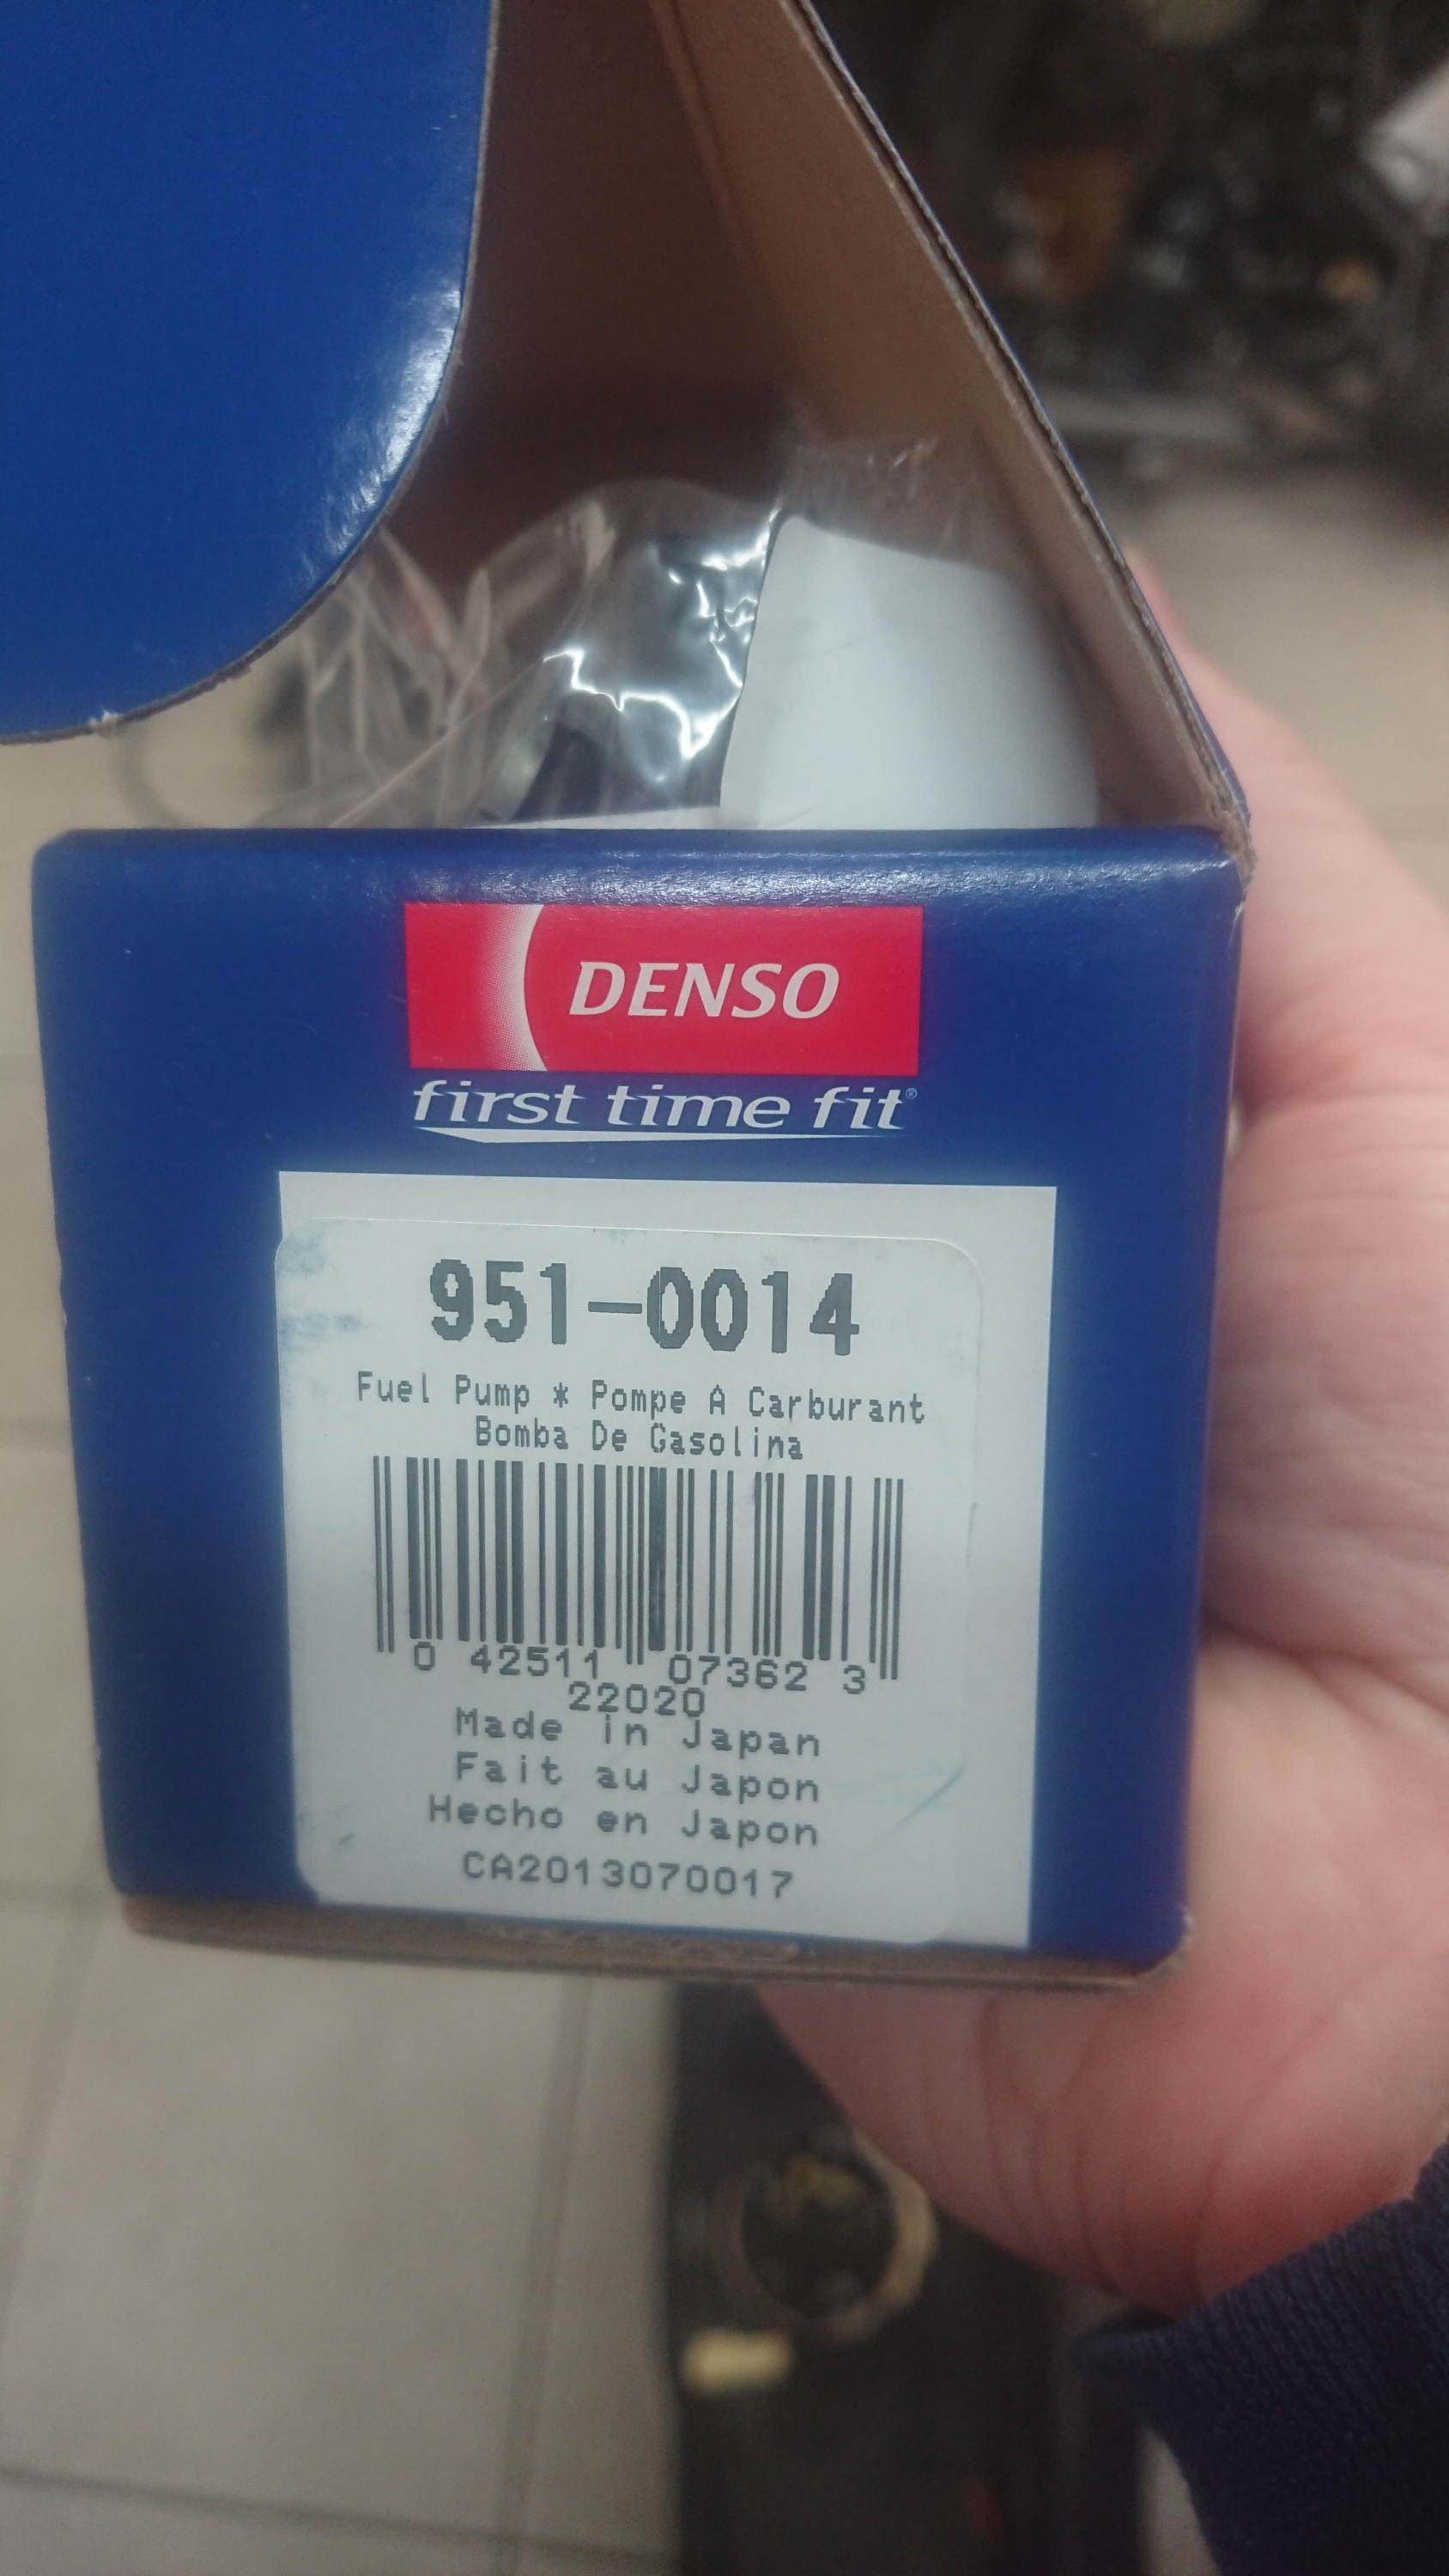 DENSO
first time fit®
951-0014
Fuel Pump * Pompe A Carburant
Bomba De Gasolina
0 42511 07362 3
22020
Made in Japan
Fait au Japon
Hecho en Japon
CA2013070017